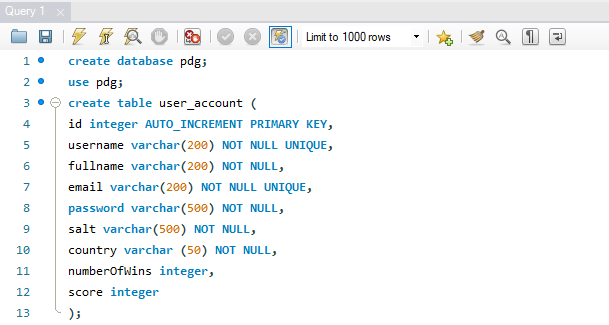 Query 1
Limit to 1000 rows
1 create database pdg;
2 use pdg;
3 create table user_account (
4 id integer AUTO_INCREMENT PRIMARY KEY,
5 username varchar(200) NOT NULL UNIQUE,
6 fullname varchar(200) NOT NULL,
7 email varchar(200) NOT NULL UNIQUE,
8 password varchar(500) NOT NULL,
9 salt varchar(500) NOT NULL,
10 country varchar (50) NOT NULL,
11 numberOfWins integer,
12 score integer
13 );